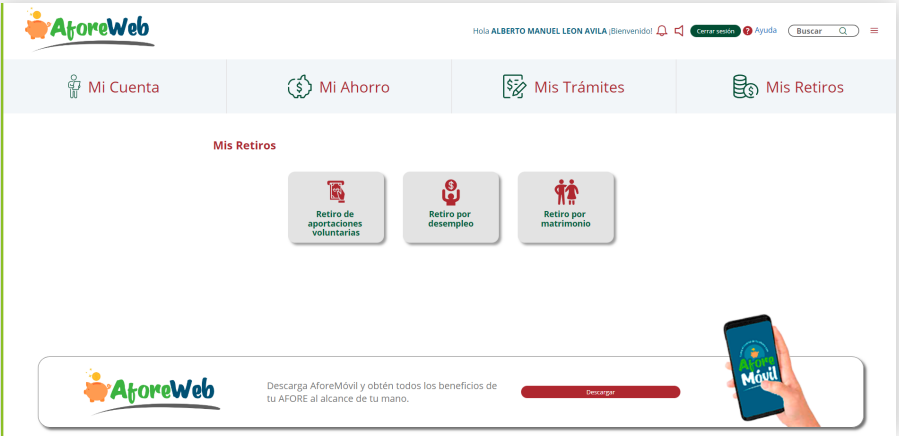 AforeWeb
Hola ALBERTO MANUEL LEON AVILA ¡Bienvenido!
Cerrar sesión
? Ayuda
Buscar
Mi Cuenta
Mi Ahorro
Mis Trámites
Mis Retiros
Mis Retiros
Retiro de
aportaciones
voluntarias
Retiro por
desempleo
Retiro por
matrimonio
AforeWeb
Descarga AforeMóvil y obtén todos los beneficios de
tu AFORE al alcance de tu mano.
Descargar
Afore
Móvil